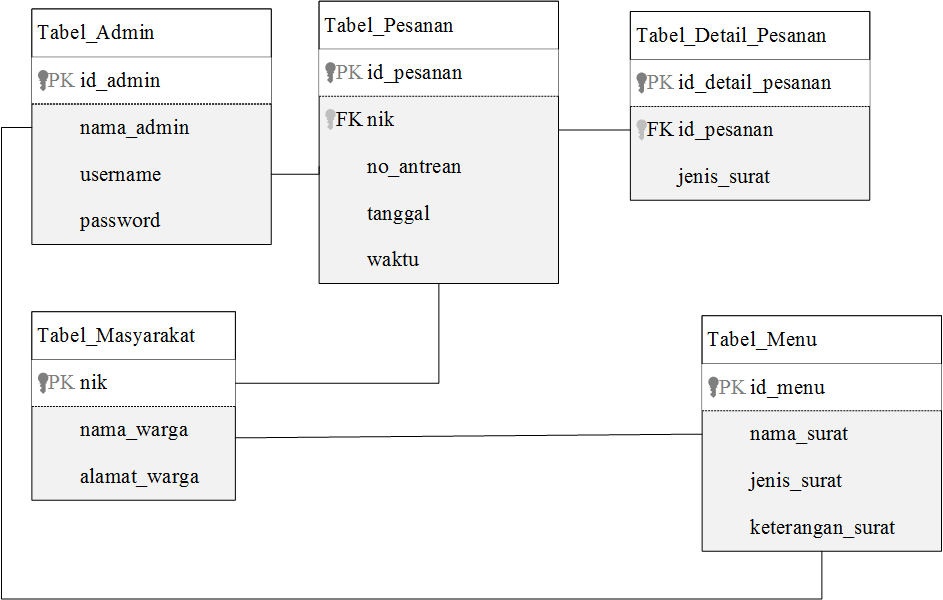 Tabel_Admin
PK id_admin
nama_admin
username
password
Tabel_Pesanan
PK id_pesanan
FK nik
no_antrean
tanggal
waktu
Tabel_Detail_Pesanan
PK id_detail_pesanan
FK id_pesanan
jenis_surat
Tabel_Masyarakat
PK nik
nama_warga
alamat_warga
Tabel_Menu
PK id_menu
nama_surat
jenis_surat
keterangan_surat